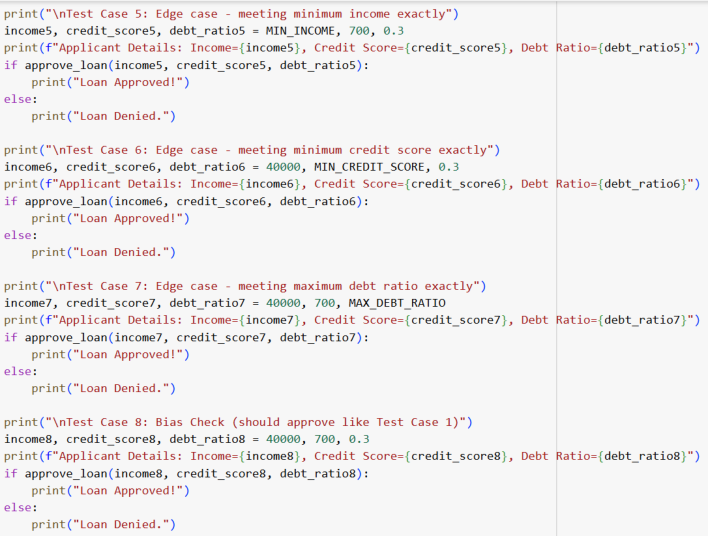 print("\nTest Case 5: Edge case - meeting minimum income exactly")
income5, credit_score5, debt_ratio5 = MIN_INCOME, 700, 0.3
print(f"Applicant Details: Income={income5}, Credit Score={credit_score5}, Debt Ratio={debt_ratio5}")
if approve_loan(income5, credit_score5, debt_ratio5):
    print("Loan Approved!")
else:
    print("Loan Denied.")

print("\nTest Case 6: Edge case - meeting minimum credit score exactly")
income6, credit_score6, debt_ratio6 = 40000, MIN_CREDIT_SCORE, 0.3
print(f"Applicant Details: Income={income6}, Credit Score={credit_score6}, Debt Ratio={debt_ratio6}")
if approve_loan(income6, credit_score6, debt_ratio6):
    print("Loan Approved!")
else:
    print("Loan Denied.")

print("\nTest Case 7: Edge case - meeting maximum debt ratio exactly")
income7, credit_score7, debt_ratio7 = 40000, 700, MAX_DEBT_RATIO
print(f"Applicant Details: Income={income7}, Credit Score={credit_score7}, Debt Ratio={debt_ratio7}")
if approve_loan(income7, credit_score7, debt_ratio7):
    print("Loan Approved!")
else:
    print("Loan Denied.")

print("\nTest Case 8: Bias Check (should approve like Test Case 1)")
income8, credit_score8, debt_ratio8 = 40000, 700, 0.3
print(f"Applicant Details: Income={income8}, Credit Score={credit_score8}, Debt Ratio={debt_ratio8}")
if approve_loan(income8, credit_score8, debt_ratio8):
    print("Loan Approved!")
else:
    print("Loan Denied.")